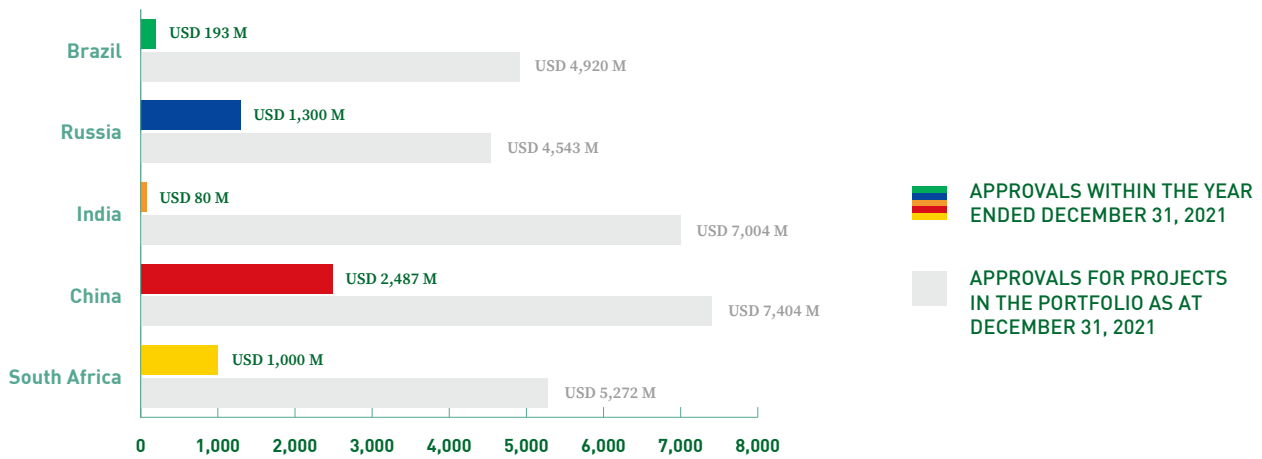 USD 193 M
Brazil
USD 4,920 M
USD 1,300 M
Russia
USD 4,543 M
USD 80 M
India
USD 7,004 M
USD 2,487 M
China
USD 7,404 M
USD 1,000 M
South Africa
USD 5,272 M
0 1,000 2,000 3,000 4,000 5,000 6,000 7,000 8,000
APPROVALS WITHIN THE YEAR
ENDED DECEMBER 31, 2021
APPROVALS FOR PROJECTS
IN THE PORTFOLIO AS AT
DECEMBER 31, 2021